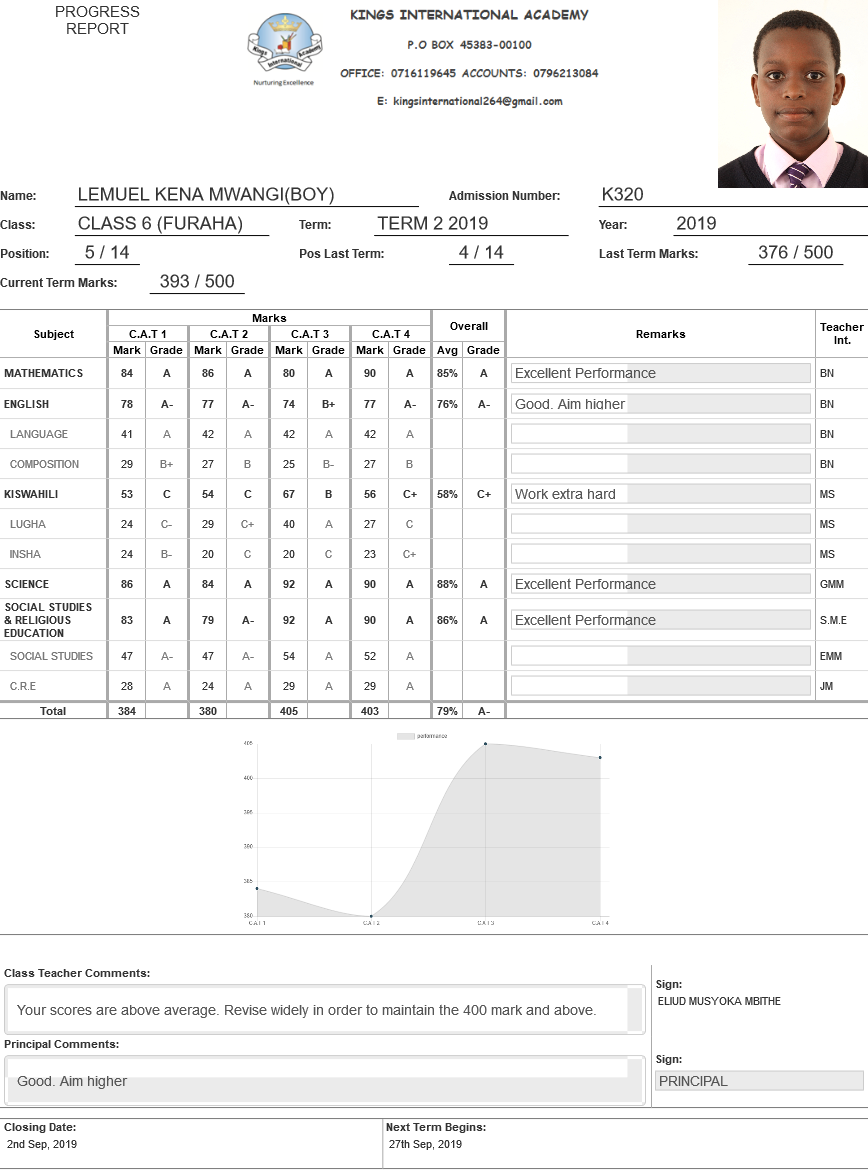 PROGRESS
REPORT
KINGS INTERNATIONAL ACADEMY
P.O BOX 45383-00100
OFFICE: 0716119645 ACCOUNTS: 0796213084
E: kingsinternational264@gmail.com
Kings International Academy
Nurturing Excellence
Name: LEMUEL KENA MWANGI(BOY) Admission Number: K320
Class: CLASS 6 (FURAHA) Term: TERM 2 2019 Year: 2019
Position: 5 / 14 Pos Last Term: 4 / 14 Last Term Marks: 376 / 500
Current Term Marks: 393 / 500
Subject Marks Overall Remarks Teacher Int.
C.A.T 1 C.A.T 2 C.A.T 3 C.A.T 4
Mark Grade Mark Grade Mark Grade Mark Grade Avg Grade
MATHEMATICS 84 A 86 A 80 A 90 A 85% A Excellent Performance BN
ENGLISH 78 A- 77 A- 74 B+ 77 A- 76% A- Good. Aim higher BN
LANGUAGE 41 A 42 A 42 A 42 A BN
COMPOSITION 29 B+ 27 B 25 B- 27 B BN
KISWAHILI 53 C 54 C 67 B 56 C+ 58% C+ Work extra hard MS
LUGHA 24 C- 29 C+ 40 A 27 C MS
INSHA 24 B- 20 C 20 C 23 C+ MS
SCIENCE 86 A 84 A 92 A 90 A 88% A Excellent Performance GMM
SOCIAL STUDIES
& RELIGIOUS
EDUCATION 83 A 79 A- 92 A 90 A 86% A Excellent Performance S.M.E
SOCIAL STUDIES 47 A- 47 A- 54 A 52 A EMM
C.R.E 28 A 24 A 29 A 29 A JM
Total 384 380 405 403 79% A-
performance
405
400
395
390
385
380
C.A.T 1 C.A.T 2 C.A.T 3 C.A.T 4
Class Teacher Comments:
Your scores are above average. Revise widely in order to maintain the 400 mark and above.
Sign:
ELIUD MUSYOKA MBITHE
Principal Comments:
Good. Aim higher
Sign:
PRINCIPAL
Closing Date: Next Term Begins:
2nd Sep, 2019 27th Sep, 2019